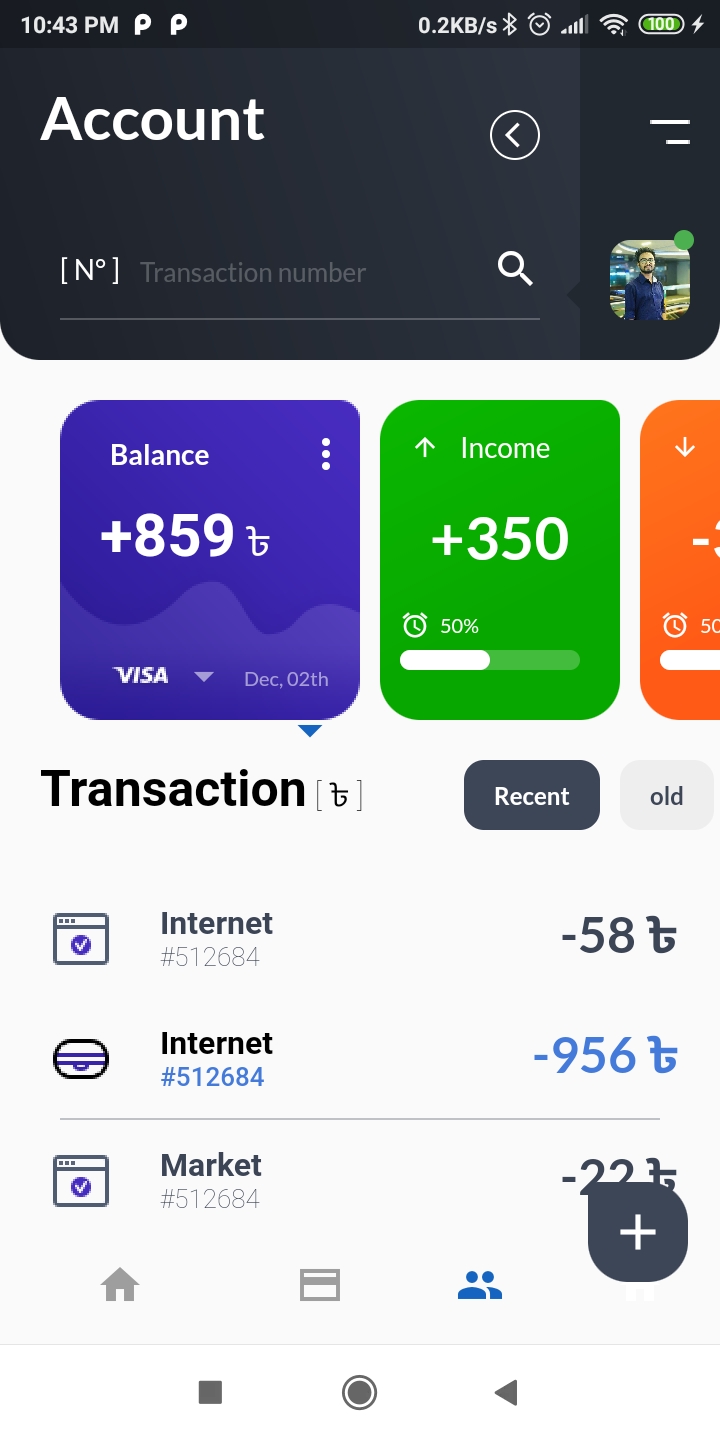 10:43 PM 0.2KB/s 100
Account
[ N° ] Transaction number
Balance
Income
+859 ৳
+350
-3
50%
50
VISA
Dec, 02th
Transaction [ ৳ ]
Recent
old
Internet
#512684
-58 ৳
Internet
#512684
-956 ৳
Market
#512684
-22 ৳